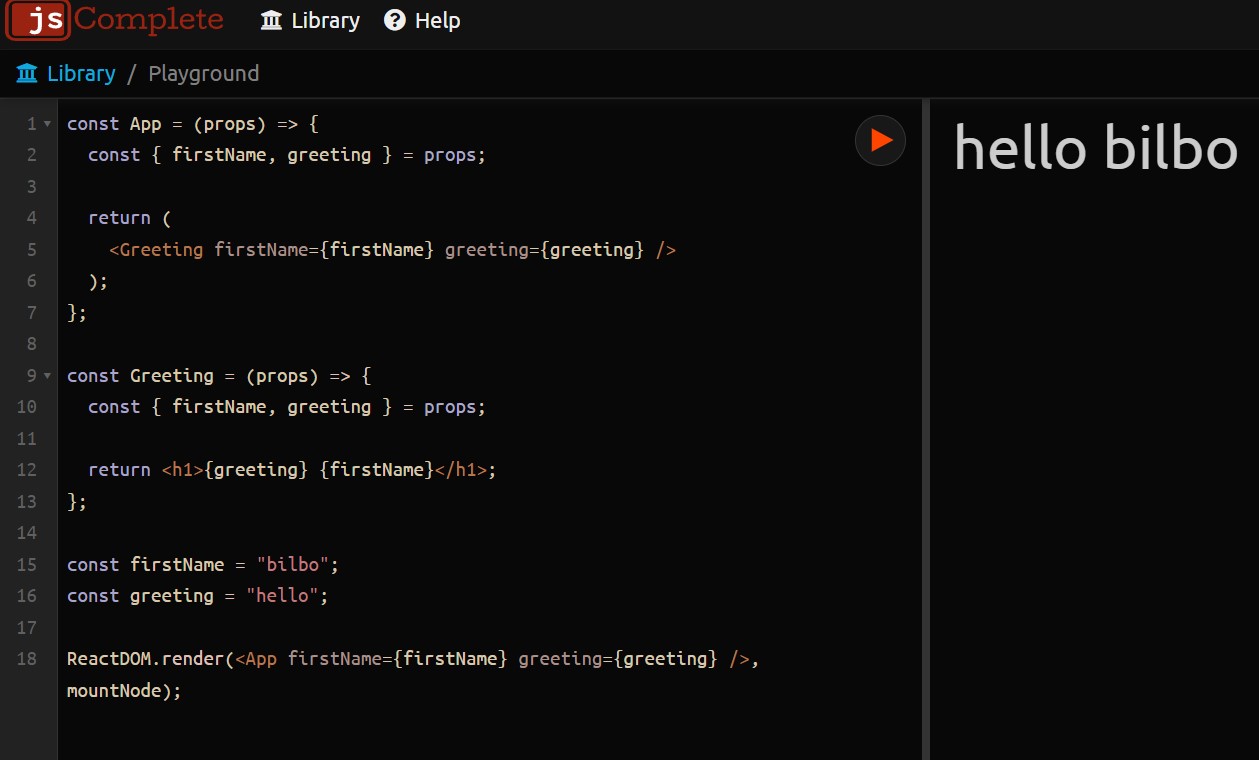 js Complete Library Help
Library / Playground
1 const App = (props) => {
2 const { firstName, greeting } = props;
3
4 return (
5 <Greeting firstName={firstName} greeting={greeting} />
6 );
7 };
8
9 const Greeting = (props) => {
10 const { firstName, greeting } = props;
11
12 return <h1>{greeting} {firstName}</h1>;
13 };
14
15 const firstName = "bilbo";
16 const greeting = "hello";
17
18 ReactDOM.render(<App firstName={firstName} greeting={greeting} />,
mountNode);
hello bilbo